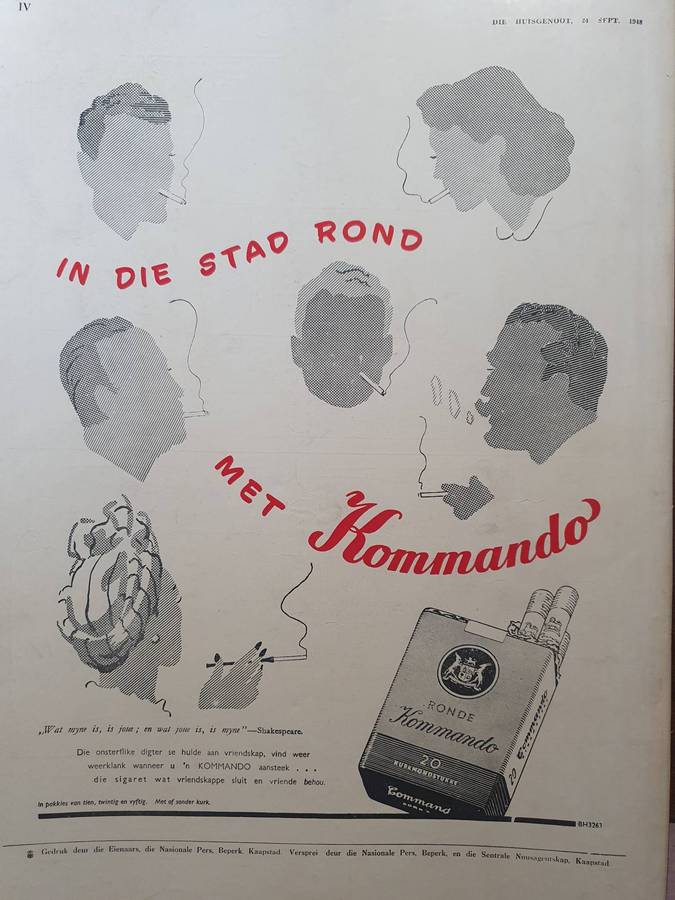 IV
DIE HUISGENOOT, 24 SEPT. 1948
IN DIE STAD ROND
MET Kommando
RONDE
Kommando
20
KURKMONDSTUKKE
Command
20
„Wat myne is, is joue; en wat joue is, is myne"—Shakespeare.
Die onsterflike digter se hulde aan vriendskap, vind weer
weerklank wanneer u 'n KOMMANDO aansteek . . .
die sigaret wat vriendskappe sluit en vriende behou.
In pakkies van tien, twintig en vyftig. Met of sonder kurk.
BH3261
Gedruk deur die Eienaars, die Nasionale Pers, Beperk, Kaapstad. Versprei deur die Nasionale Pers, Beperk, en die Sentrale Nuusagentskap, Kaapstad.